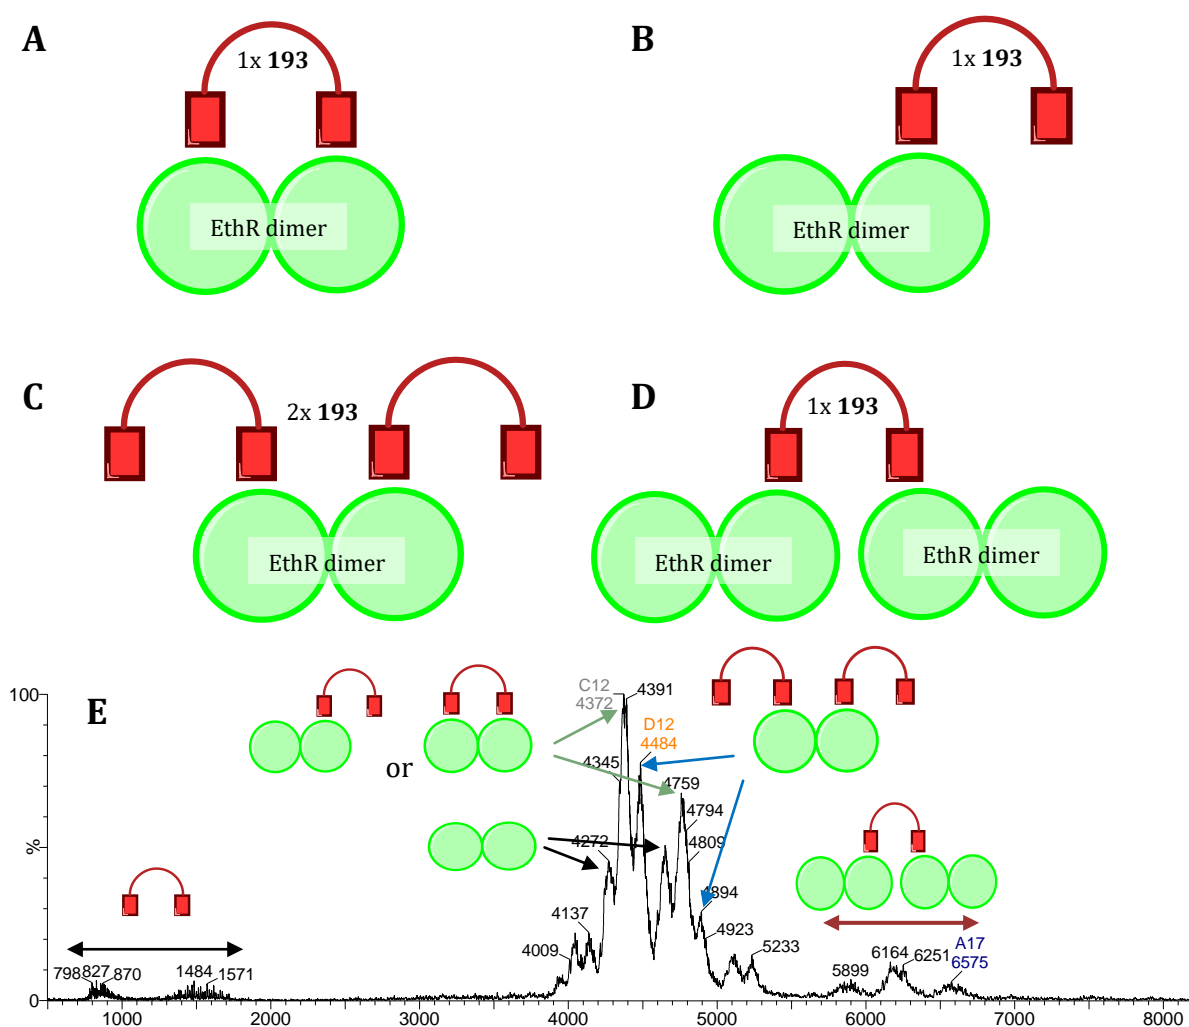 A
1x 193
EthR dimer
B
1x 193
EthR dimer
C
2x 193
EthR dimer
D
1x 193
EthR dimer
EthR dimer
E
100
%
0
or
798
827
870
1484
1571
4009
4137
4272
4345
C12
4372
4391
D12
4484
4759
4794
4809
4894
4923
5233
5899
6164
6251
A17
6575
1000
2000
3000
4000
5000
6000
7000
8000